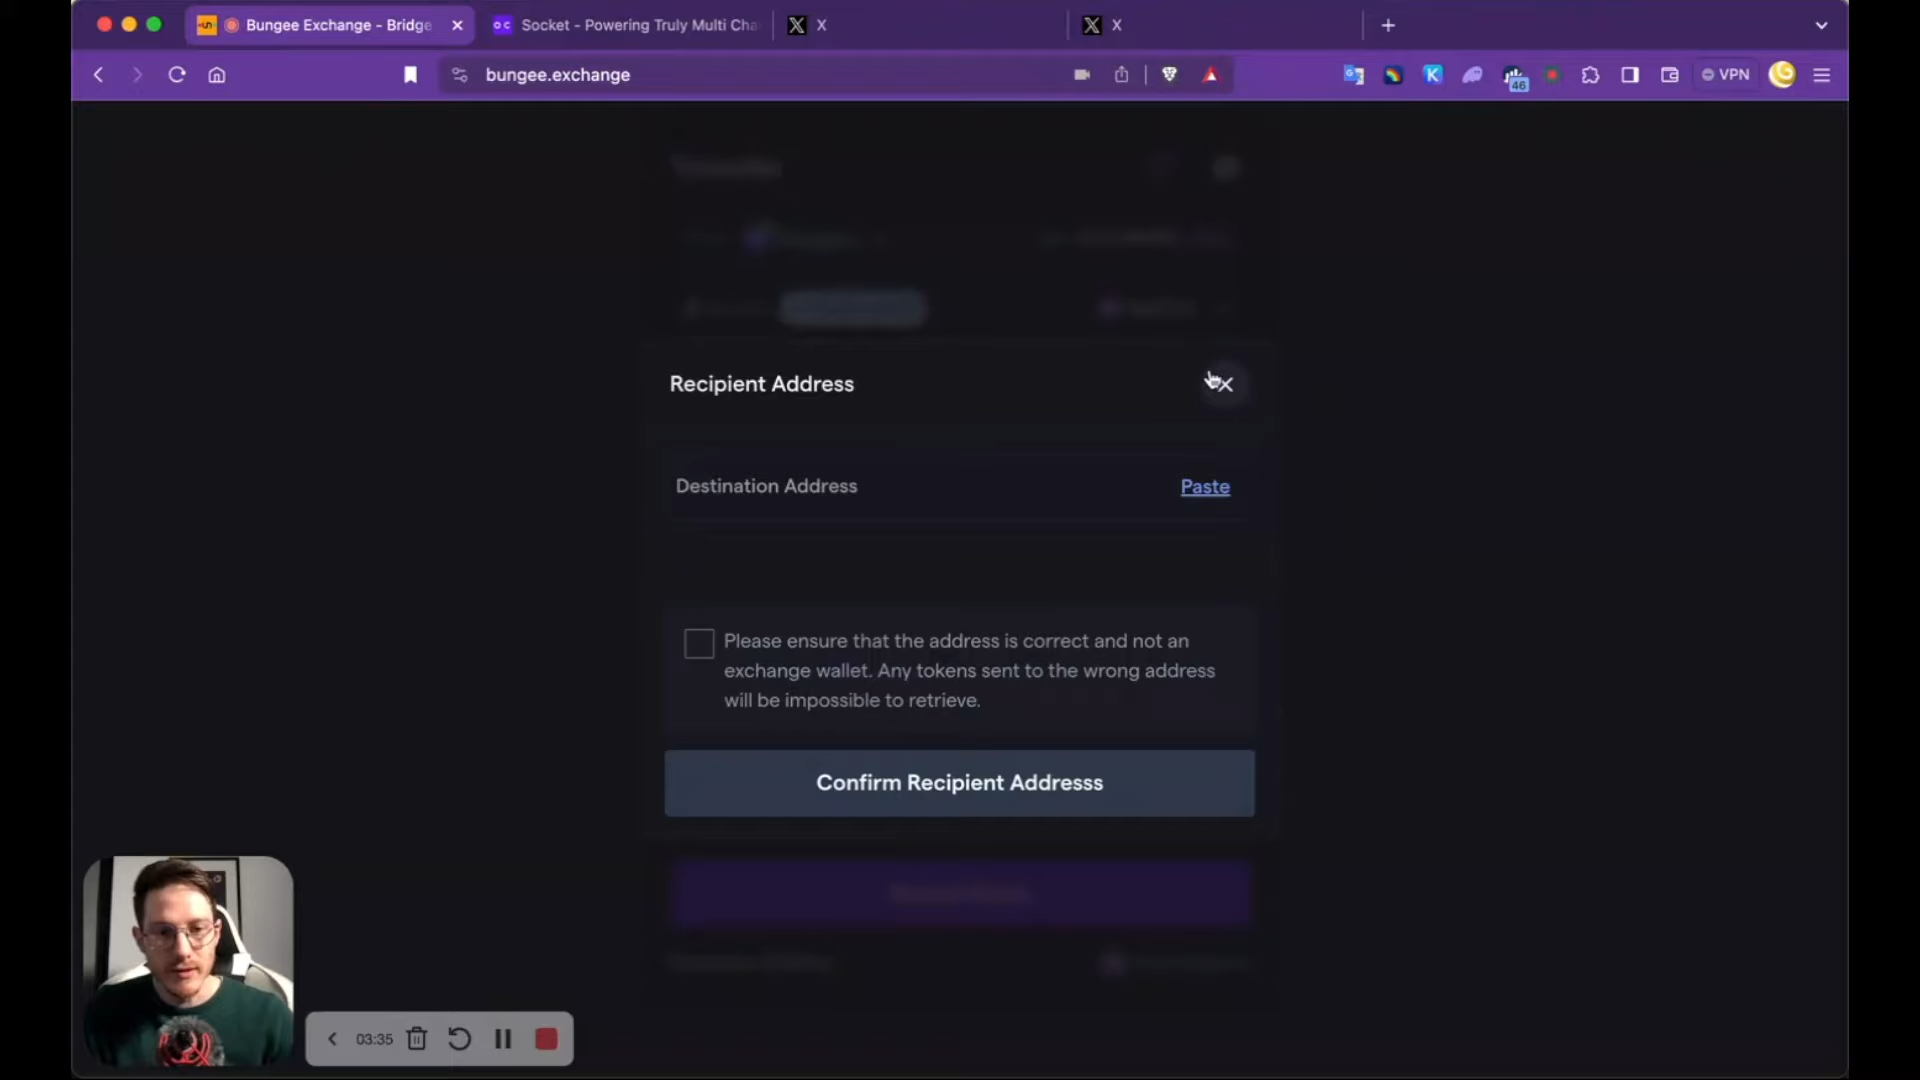 Bungee Exchange - Bridge
Socket - Powering Truly Multi Cha
X
X
bungee.exchange
46
VPN
Recipient Address
Destination Address
Paste
Please ensure that the address is correct and not an
exchange wallet. Any tokens sent to the wrong address
will be impossible to retrieve.
Confirm Recipient Addresss
03:35